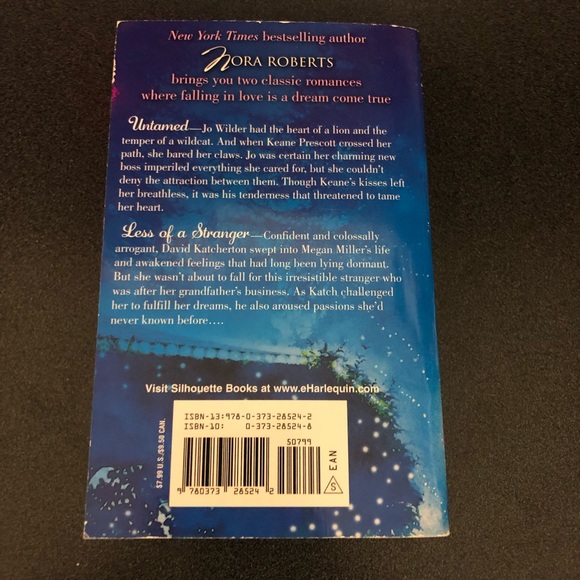 New York Times bestselling author
NORA ROBERTS
brings you two classic romances
where falling in love is a dream come true
Untamed—Jo Wilder had the heart of a lion and the
temper of a wildcat. And when Keane Prescott crossed her
path, she bared her claws. Jo was certain her charming new
boss imperiled everything she cared for, but she couldn't
deny the attraction between them. Though Keane's kisses left
her breathless, it was his tenderness that threatened to tame
her heart.
Less of a Stranger—Confident and colossally
arrogant, David Katcherton swept into Megan Miller's life
and awakened feelings that had long been lying dormant.
But she wasn't about to fall for this irresistible stranger who
was after her grandfather's business. As Katch challenged
her to fulfill her dreams, he also aroused passions she'd
never known before....
Visit Silhouette Books at www.eHarlequin.com
ISBN-13: 978-0-373-28524-2
ISBN-10: 0-373-28524-8
50799
$7.99 U.S./$9.50 CAN.
9 780373 28524 2
S
EAN